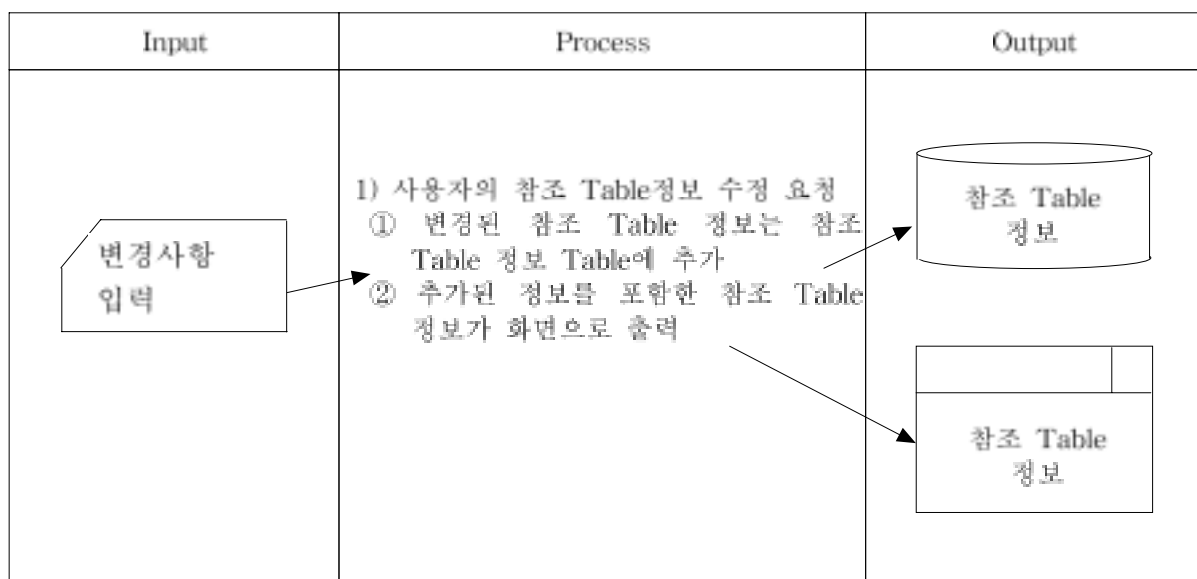 Input
Process
Output
변경사항
입력
1) 사용자의 참조 Table정보 수정 요청
① 변경된 참조 Table 정보는 참조
Table 정보 Table에 추가
② 추가된 정보를 포함한 참조 Table
정보가 화면으로 출력
참조 Table
정보
참조 Table
정보